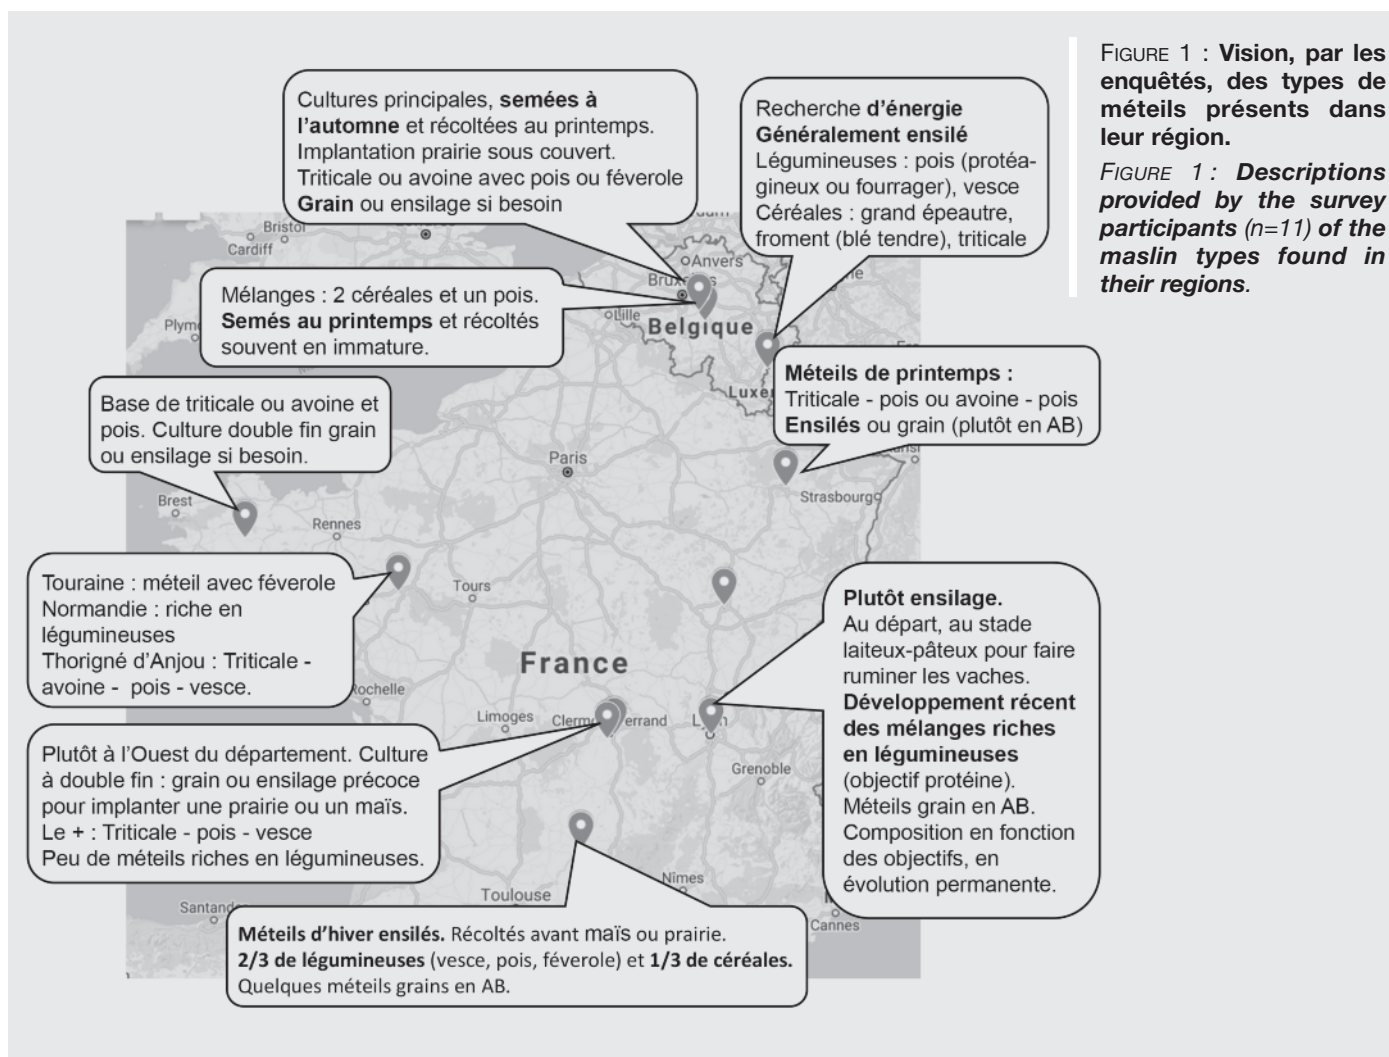 FIGURE 1 : Vision, par les
enquêtés, des types de
méteils présents dans
leur région.
FIGURE 1 : Descriptions
provided by the survey
participants (n=11) of the
maslin types found in
their regions.
Cultures principales, semées à
l'automne et récoltées au printemps.
Implantation prairie sous couvert.
Triticale ou avoine avec pois ou féverole
Grain ou ensilage si besoin
Recherche d'énergie
Généralement ensilé
Légumineuses : pois (protéa-
gineux ou fourrager), vesce
Céréales : grand épeautre,
froment (blé tendre), triticale
Bristol
Cardiff
Anvers
Brux
Mélanges : 2 céréales et un pois.
Semés au printemps et récoltés
souvent en immature.
Plym
Lille
Belgique
Luxe
Méteils de printemps :
Triticale - pois ou avoine - pois
Ensilés ou grain (plutôt en AB)
Base de triticale ou avoine et
pois. Culture double fin grain
ou ensilage si besoin.
Paris
Brest
Rennes
Strasbourg
Touraine : méteil avec féverole
Normandie : riche en
légumineuses
Thorigné d'Anjou : Triticale -
avoine - pois - vesce.
Tours
France
Plutôt ensilage.
Au départ, au stade
laiteux-pâteux pour faire
ruminer les vaches.
Développement récent
des mélanges riches
en légumineuses
(objectif protéine).
Méteils grain en AB.
Composition en fonction
des objectifs, en
évolution permanente.
ochelle
Limoges
Clerm
errand
Lyon
Grenoble
Plutôt à l'Ouest du département. Culture
à double fin : grain ou ensilage précoce
pour implanter une prairie ou un maïs.
Le + : Triticale - pois - vesce
Peu de méteils riches en légumineuses.
Toulouse
Nîmes
Santand
Cannes
Méteils d'hiver ensilés. Récoltés avant maïs ou prairie.
2/3 de légumineuses (vesce, pois, féverole) et 1/3 de céréales.
Quelques méteils grains en AB.